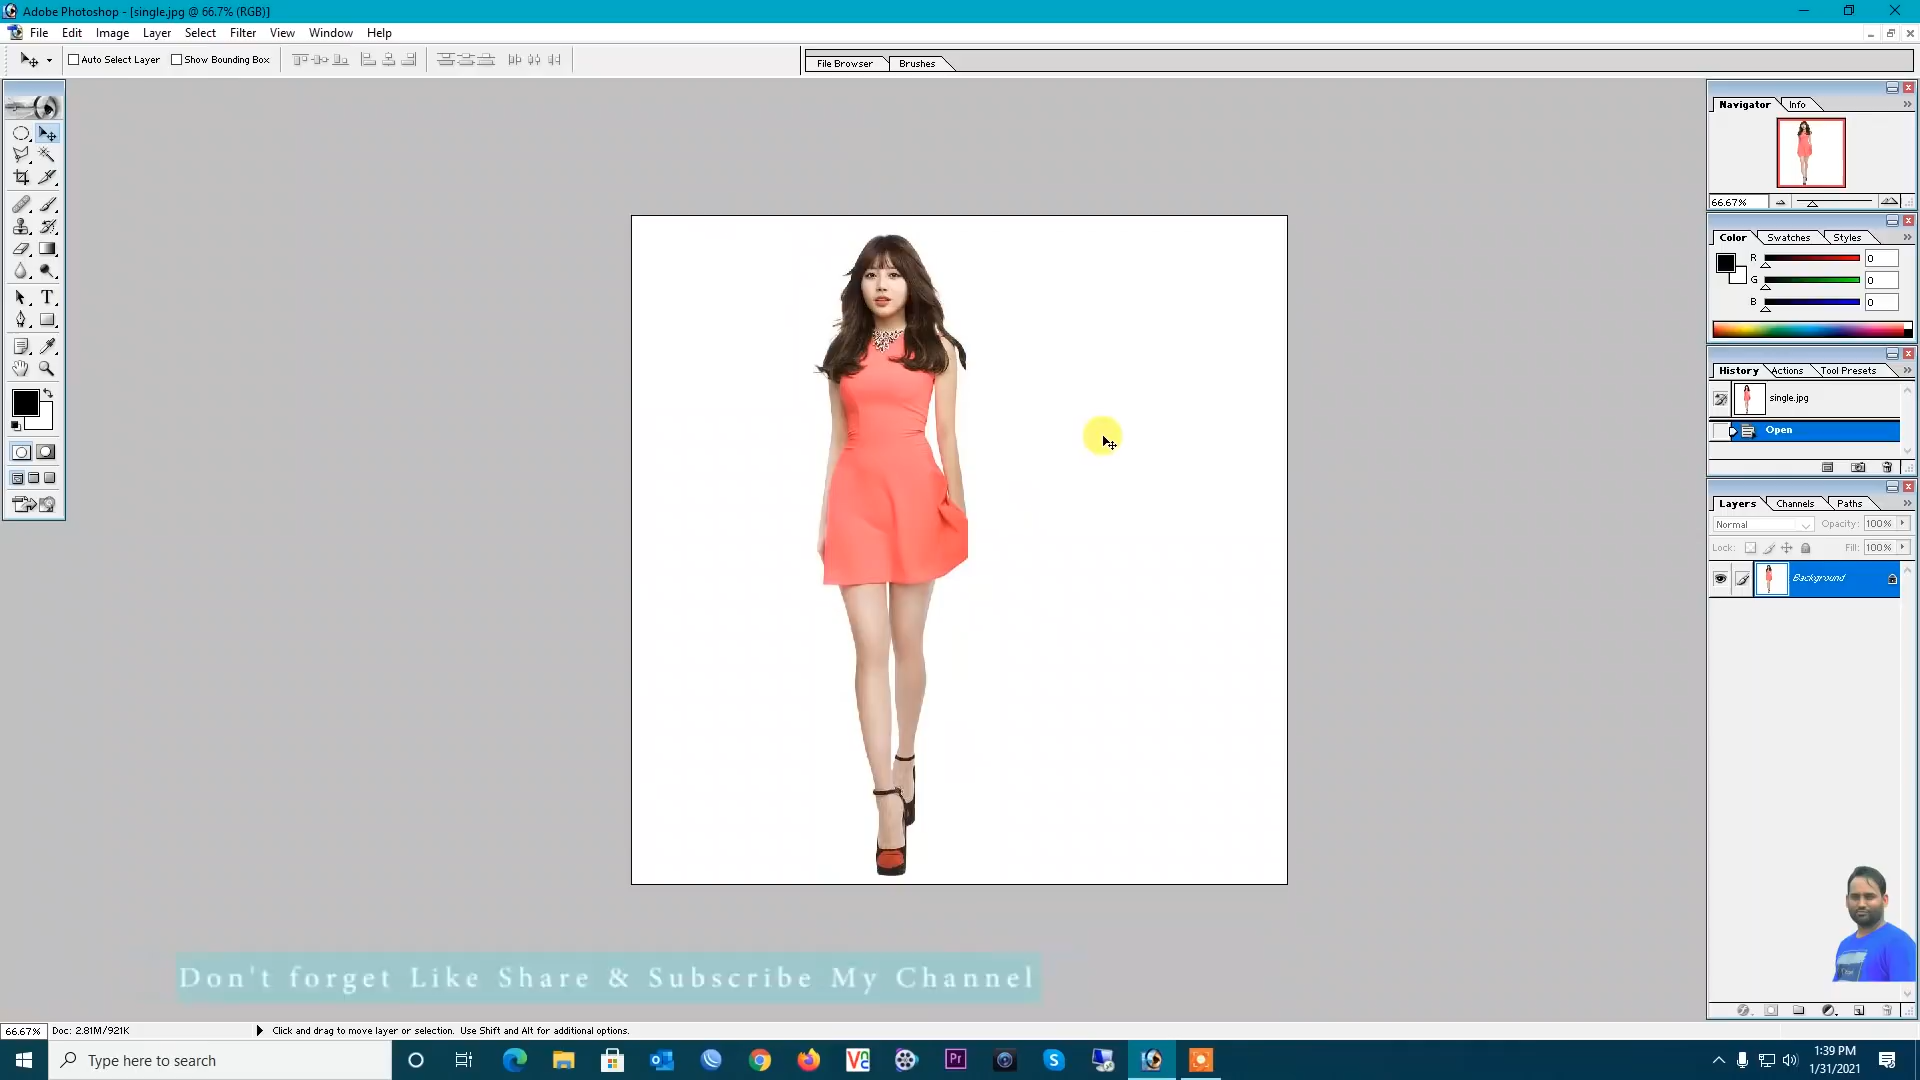 Adobe Photoshop - [single.jpg @ 66.7% (RGB)]
File Edit Image Layer Select Filter View Window Help
Auto Select Layer Show Bounding Box
File Browser Brushes
Navigator Info
66.67%
Color Swatches Styles
R 0
G 0
B 0
History Actions Tool Presets
single.jpg
Open
Layers Channels Paths
Normal Opacity: 100%
Lock: Fill: 100%
Background
Don't forget Like Share & Subscribe My Channel
66.67% Doc: 2.81M/921K Click and drag to move layer or selection. Use Shift and Alt for additional options.
Type here to search
1:39 PM
1/31/2021